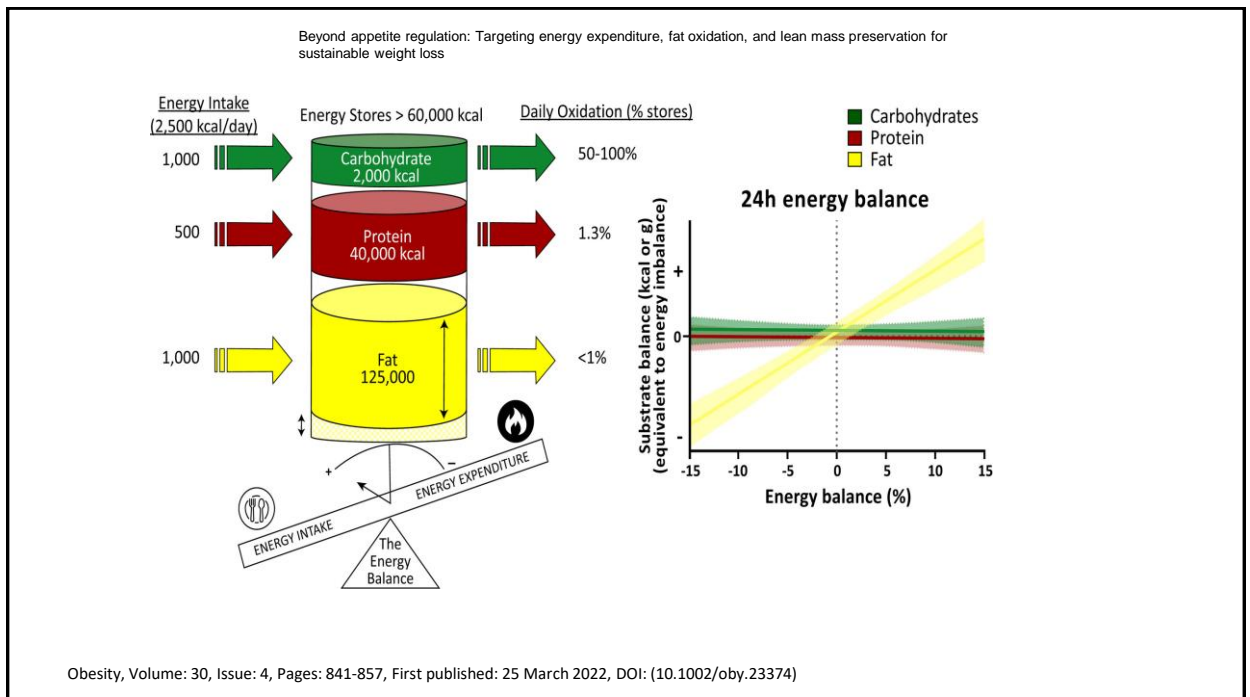 Beyond appetite regulation: Targeting energy expenditure, fat oxidation, and lean mass preservation for
sustainable weight loss
Energy Intake
(2,500 kcal/day)
Energy Stores > 60,000 kcal
Daily Oxidation (% stores)
1,000
Carbohydrate
2,000 kcal
50-100%
500
Protein
40,000 kcal
1.3%
1,000
Fat
125,000
<1%
+
−
ENERGY INTAKE
ENERGY EXPENDITURE
The
Energy
Balance
Carbohydrates
Protein
Fat
24h energy balance
Substrate balance (kcal or g)
(equivalent to energy imbalance)
+
0
-
-15
-10
-5
0
5
10
15
Energy balance (%)
Obesity, Volume: 30, Issue: 4, Pages: 841-857, First published: 25 March 2022, DOI: (10.1002/oby.23374)